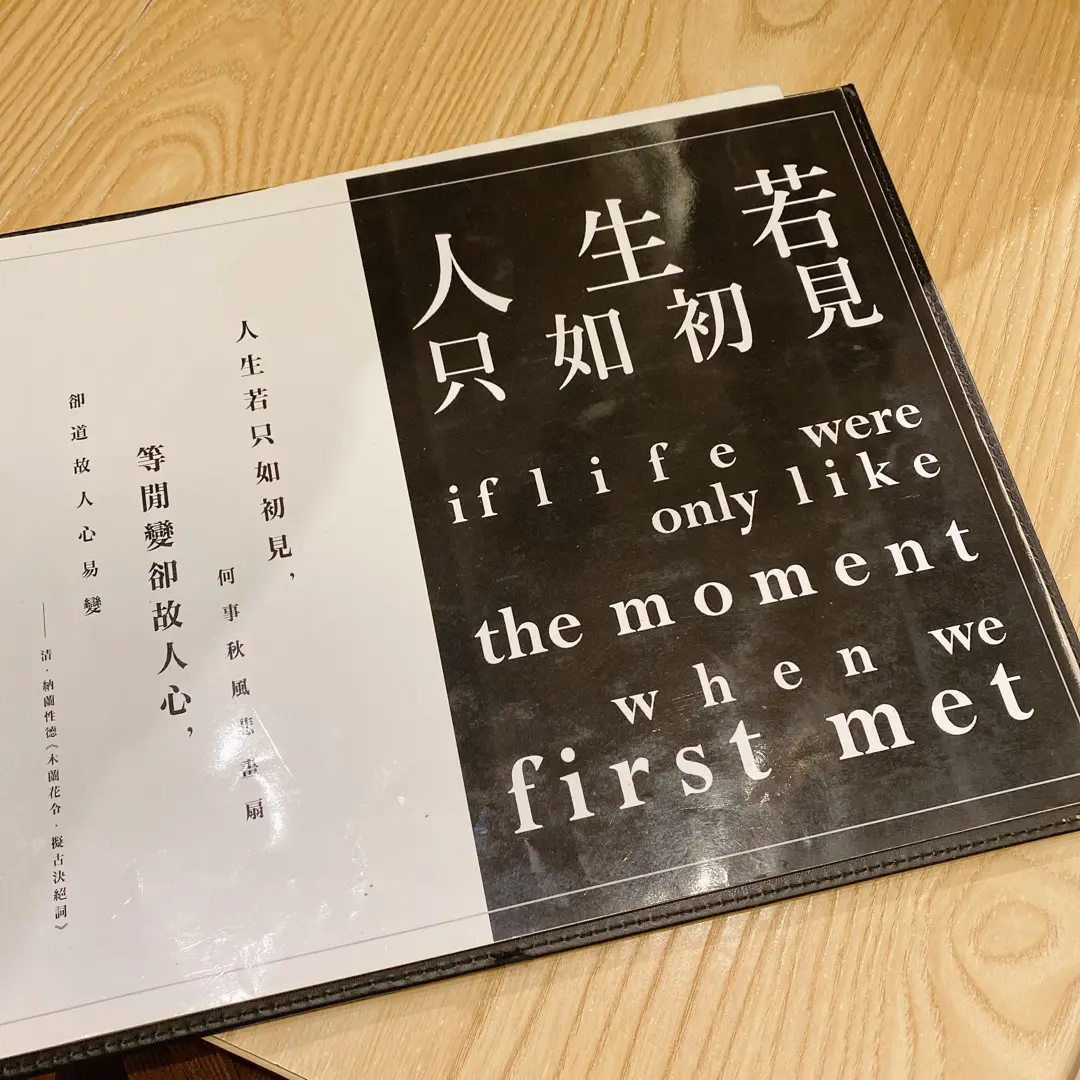 人生若
只如初見
if life were
only like
the moment
when we
first met
人生若只如初見，
何事秋風悲畫扇
等閒變卻故人心，
卻道故人心易變
——清．納蘭性德《木蘭花令．擬古決絕詞》